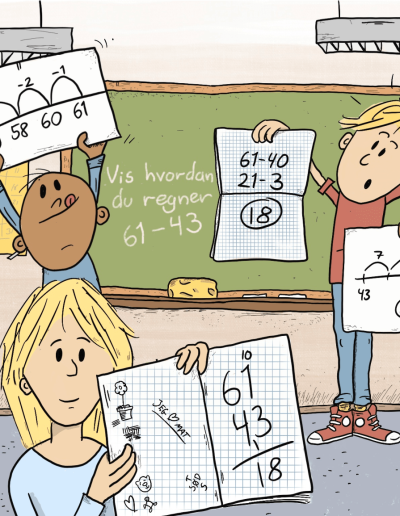 -2 -1
58 60 61
Vis hvordan
du regner
61-43
61-40
21-3
18
7
43
JEG ♡ MAT
10
61
43
18